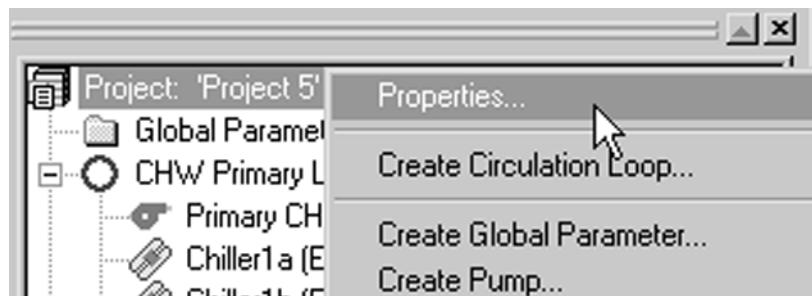 Project: 'Project 5'
Properties...
Global Paramet
CHW Primary L
Create Circulation Loop...
Primary CH
Create Global Parameter...
Chiller1a (E
Create Pump...